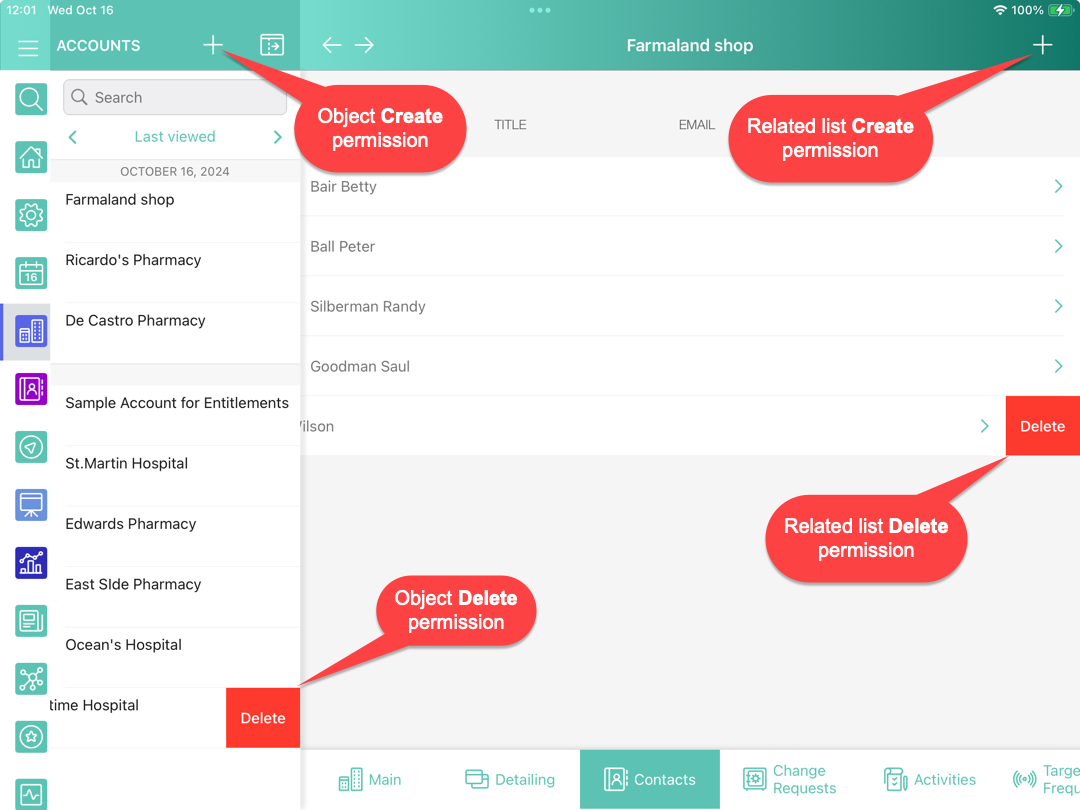 12:01 Wed Oct 16
100%
ACCOUNTS
Farmaland shop
Search
Last viewed
OCTOBER 16, 2024
Farmaland shop
Ricardo's Pharmacy
De Castro Pharmacy
Sample Account for Entitlements
St.Martin Hospital
Edwards Pharmacy
East SIde Pharmacy
Ocean's Hospital
time Hospital
Delete
16
Object Create
permission
TITLE
EMAIL
Related list Create
permission
Bair Betty
Ball Peter
Silberman Randy
Goodman Saul
ilson
Delete
Related list Delete
permission
Object Delete
permission
Main
Detailing
Contacts
Change
Requests
Activities
Targe
Frequ